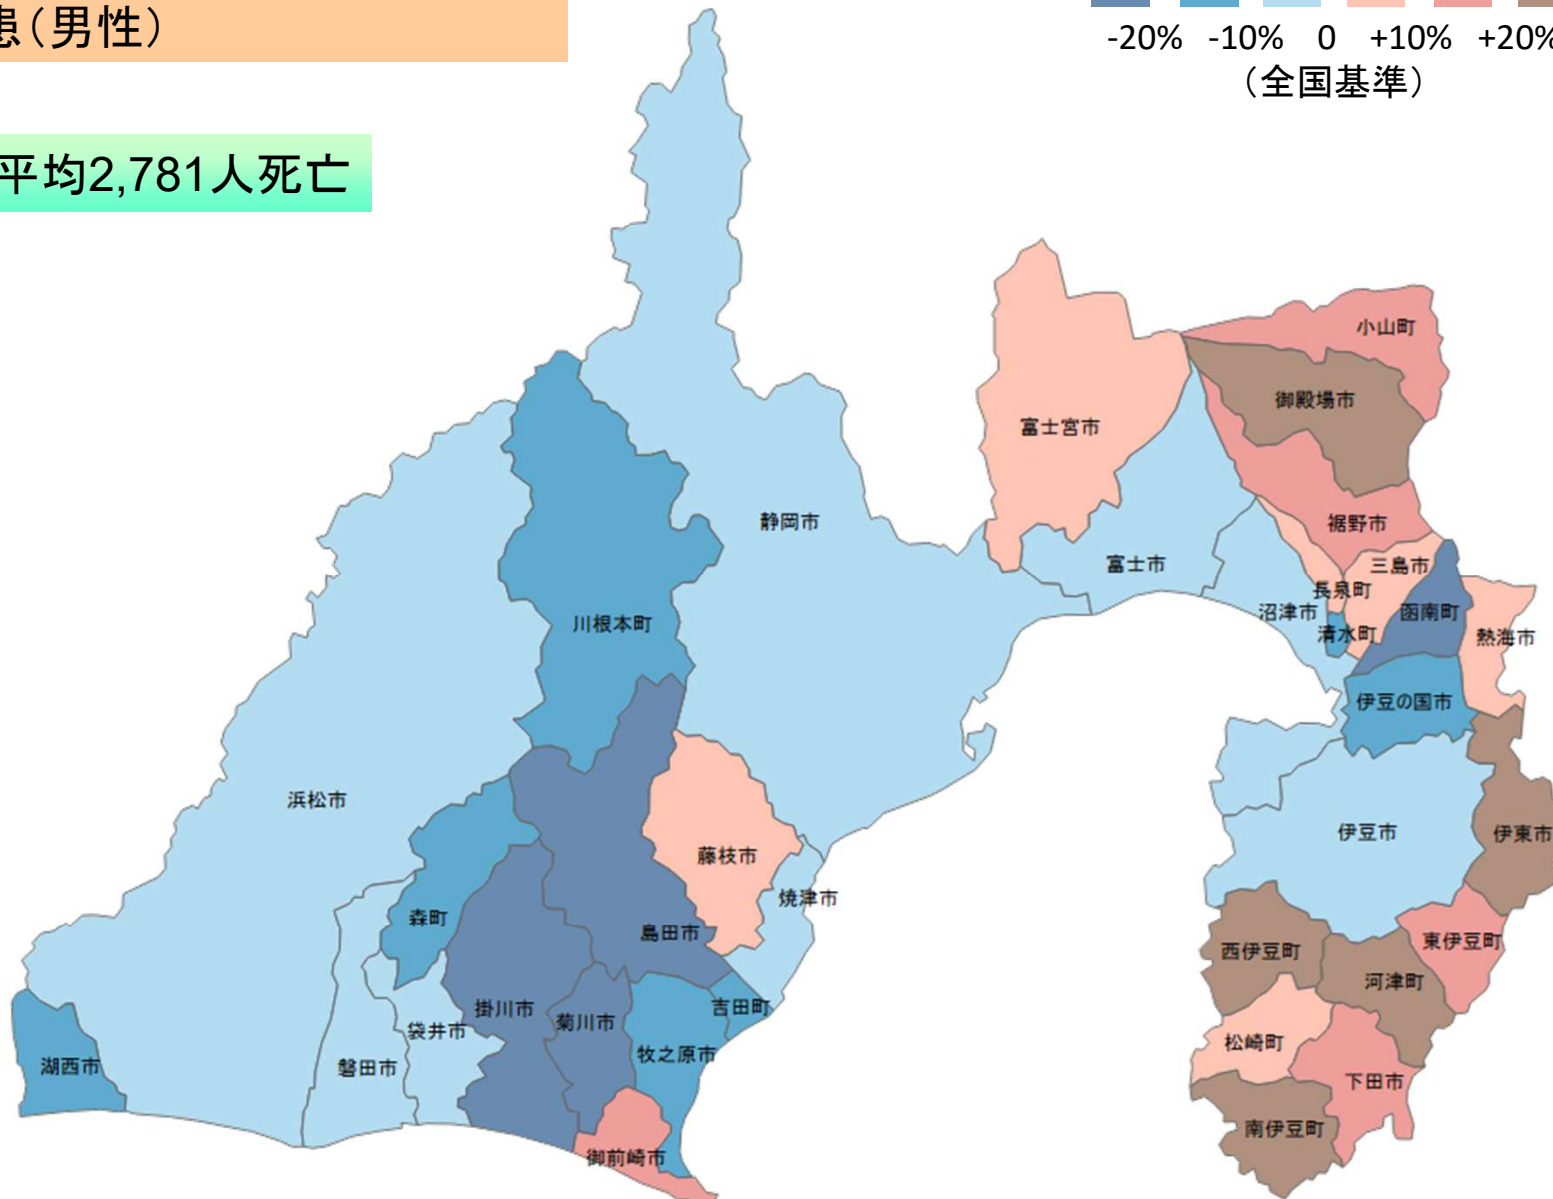 患（男性）
-20% -10% 0 +10% +20%
（全国基準）
平均2,781人死亡
小山町
御殿場市
富士宮市
静岡市
裾野市
富士市
三島市
長泉町
沼津市
函南町
川根本町
清水町
熱海市
伊豆の国市
浜松市
伊豆市
伊東市
藤枝市
焼津市
森町
島田市
東伊豆町
西伊豆町
河津町
掛川市
吉田町
菊川市
袋井市
松崎町
牧之原市
湖西市
磐田市
下田市
南伊豆町
御前崎市